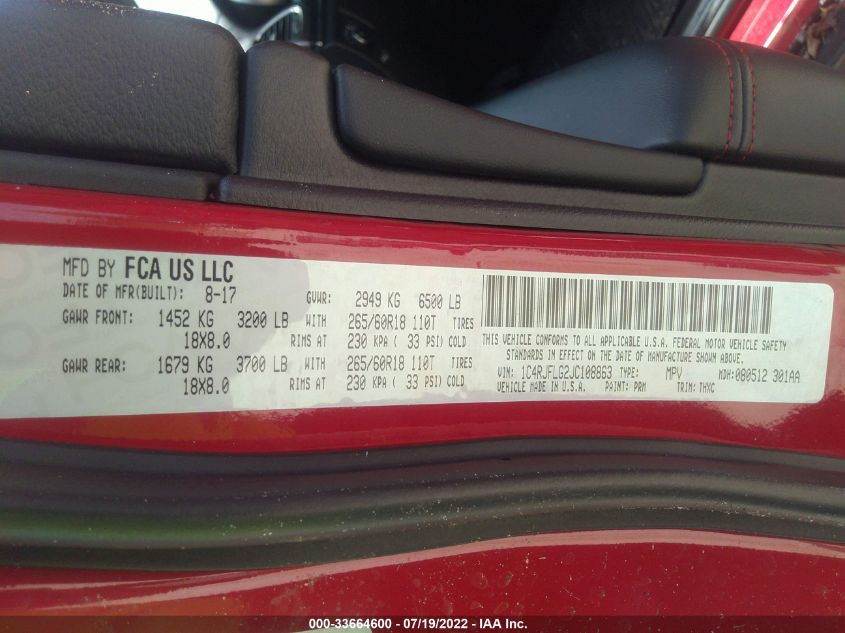 MFD BY FCA US LLC
DATE OF MFR(BUILT): 8-17 GVWR: 2949 KG 6500 LB
GAWR FRONT: 1452 KG 3200 LB WITH 265/60R18 110T TIRES
18X8.0 RIMS AT 230 KPA ( 33 PSI) COLD
GAWR REAR: 1679 KG 3700 LB WITH 265/60R18 110T TIRES
18X8.0 RIMS AT 230 KPA ( 33 PSI) COLD
THIS VEHICLE CONFORMS TO ALL APPLICABLE U.S.A. FEDERAL MOTOR VEHICLE SAFETY
STANDARDS IN EFFECT ON THE DATE OF MANUFACTURE SHOWN ABOVE.
VIN: 1C4RJFLG2JC108863 TYPE: MPV MDH: 080512 301AA
VEHICLE MADE IN U.S.A. PAINT: PRM TRIM: THXC
000-33664600 - 07/19/2022 - IAA Inc.